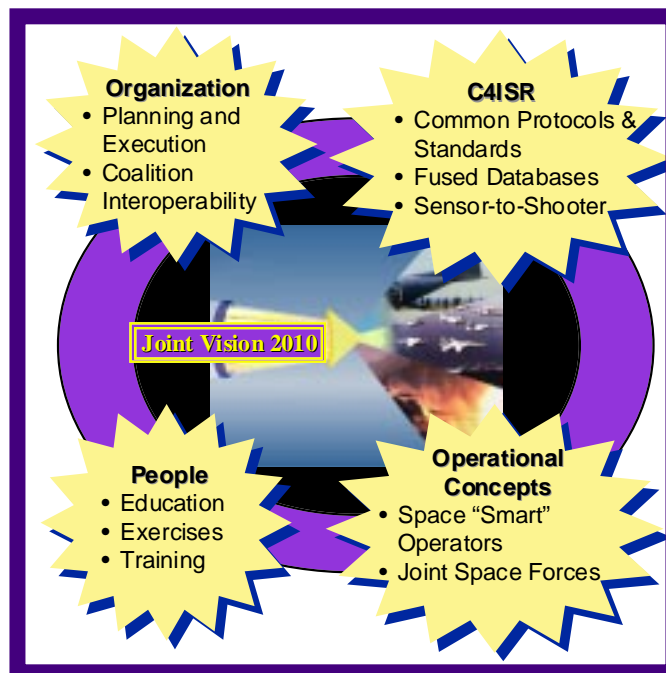 Organization
• Planning and
Execution
• Coalition
Interoperability
C4ISR
• Common Protocols &
Standards
• Fused Databases
• Sensor-to-Shooter
Joint Vision 2010
People
• Education
• Exercises
• Training
Operational
Concepts
• Space “Smart”
Operators
• Joint Space Forces